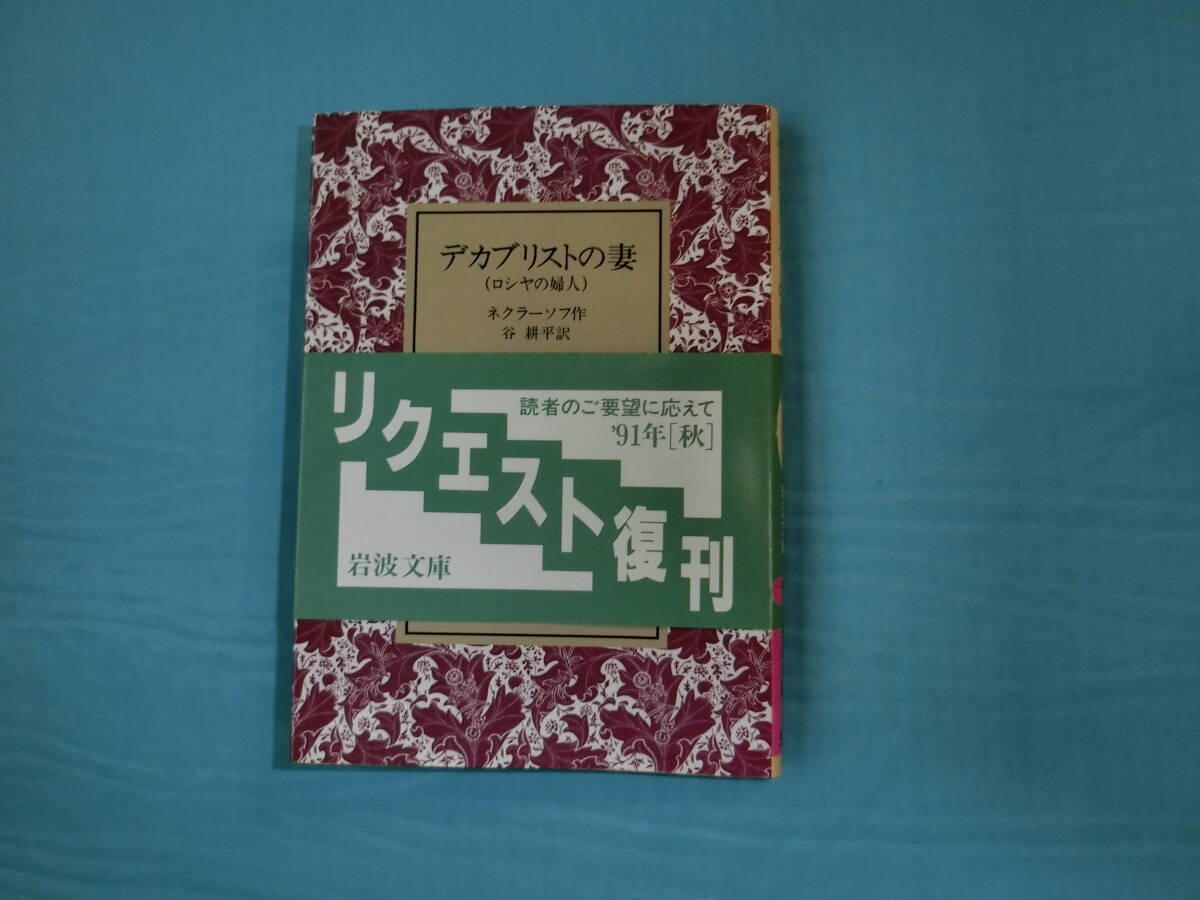 デカブリストの妻
(ロシヤの婦人)
ネクラーソフ作
谷 耕平訳
リクエスト復刊
読者のご要望に応えて
'91年[秋]
岩波文庫